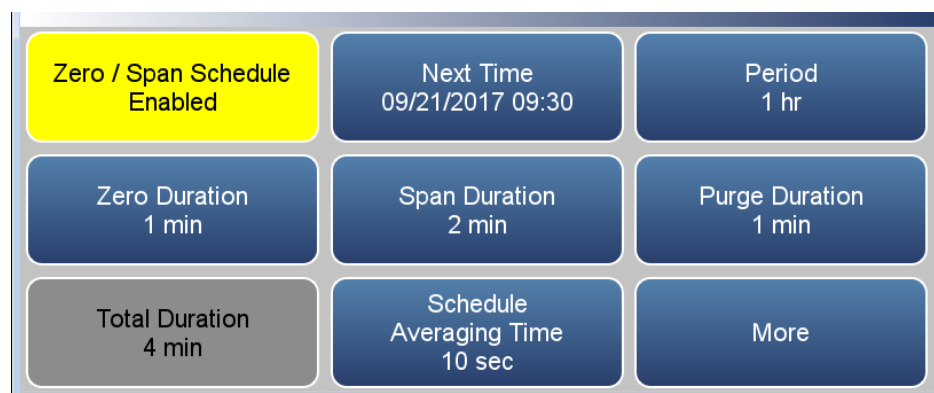 Zero / Span Schedule
Enabled
Next Time
09/21/2017 09:30
Period
1 hr
Zero Duration
1 min
Span Duration
2 min
Purge Duration
1 min
Total Duration
4 min
Schedule
Averaging Time
10 sec
More